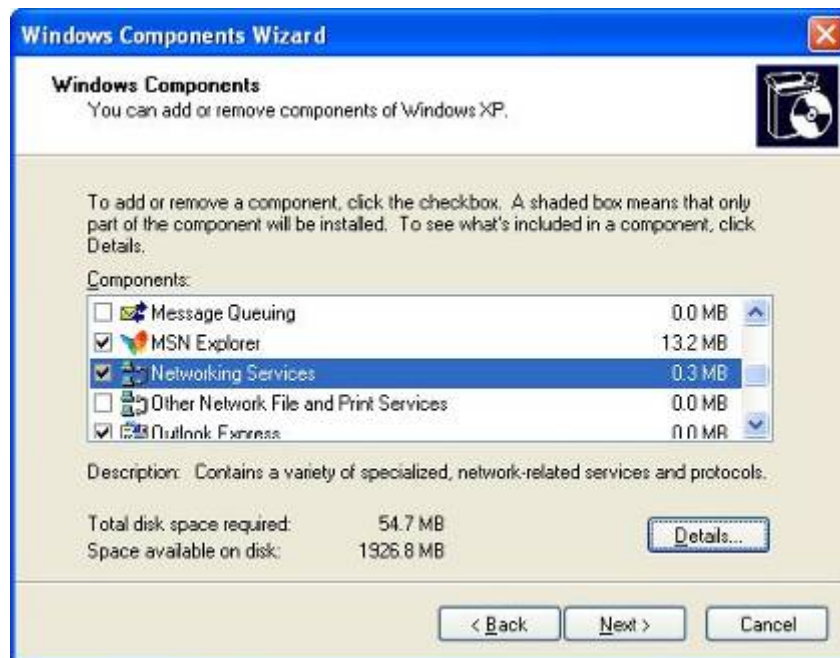 Windows Components Wizard
Windows Components
You can add or remove components of Windows XP.
To add or remove a component, click the checkbox. A shaded box means that only
part of the component will be installed. To see what's included in a component, click
Details.
Components:
Message Queuing 0.0 MB
MSN Explorer 13.2 MB
Networking Services 0.3 MB
Other Network File and Print Services 0.0 MB
Outlook Express 0.0 MB
Description: Contains a variety of specialized, network-related services and protocols.
Total disk space required: 54.7 MB
Space available on disk: 1926.8 MB
Details...
< Back Next > Cancel